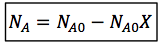 N_A = N_{A0} − N_{A0}X